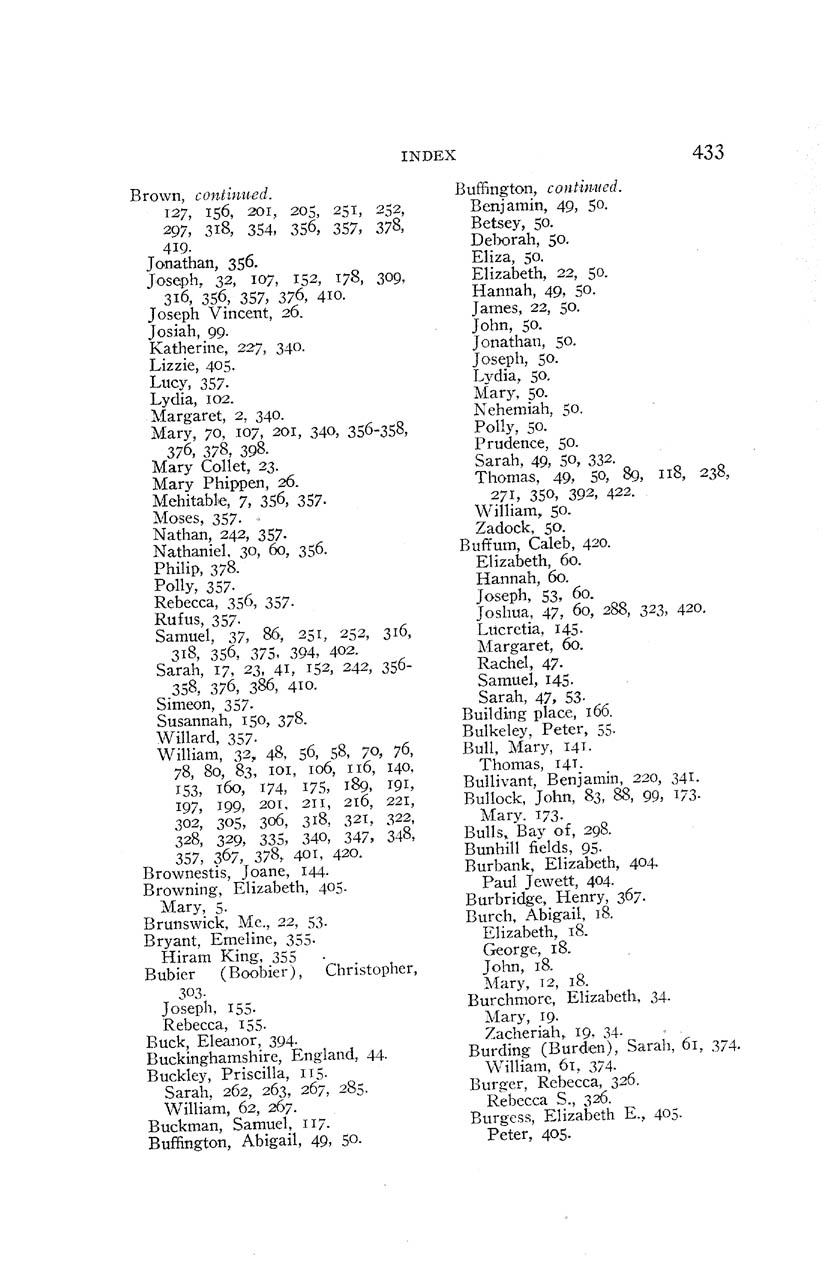 INDEX 433
Brown, continued.
127, 156, 201, 205, 251, 252,
297, 318, 354, 356, 357, 378,
419.
Jonathan, 356.
Joseph, 32, 107, 152, 178, 309,
316, 356, 357, 376, 410.
Joseph Vincent, 26.
Josiah, 99.
Katherine, 227, 340.
Lizzie, 405.
Lucy, 357.
Lydia, 102.
Margaret, 2, 340.
Mary, 70, 107, 201, 340, 356-358,
376, 378, 398.
Mary Collet, 23.
Mary Phippen, 26.
Mehitable, 7, 356, 357.
Moses, 357.
Nathan, 242, 357.
Nathaniel, 30, 60, 356.
Philip, 378.
Polly, 357.
Rebecca, 356, 357.
Rufus, 357.
Samuel, 37, 86, 251, 252, 316,
318, 356, 375, 394, 402.
Sarah, 17, 23, 41, 152, 242, 356-
358, 376, 386, 410.
Simeon, 357.
Susannah, 150, 378.
Willard, 357.
William, 32, 48, 56, 58, 70, 76,
78, 80, 83, 101, 106, 116, 140,
153, 160, 174, 175, 189, 191,
197, 199, 201, 211, 216, 221,
302, 305, 306, 318, 321, 322,
328, 329, 335, 340, 347, 348,
357, 367, 378, 401, 420.
Brownestis, Joane, 144.
Browning, Elizabeth, 405.
Mary, 5.
Brunswick, Me., 22, 53.
Bryant, Emeline, 355.
Hiram King, 355
Bubier (Boobier), Christopher,
303.
Joseph, 155.
Rebecca, 155.
Buck, Eleanor, 394.
Buckinghamshire, England, 44.
Buckley, Priscilla, 115.
Sarah, 262, 263, 267, 285.
William, 62, 267.
Buckman, Samuel, 117.
Buffington, Abigail, 49, 50.
Buffington, continued.
Benjamin, 49, 50.
Betsey, 50.
Deborah, 50.
Eliza, 50.
Elizabeth, 22, 50.
Hannah, 49, 50.
James, 22, 50.
John, 50.
Jonathan, 50.
Joseph, 50.
Lydia, 50.
Mary, 50.
Nehemiah, 50.
Polly, 50.
Prudence, 50.
Sarah, 49, 50, 332.
Thomas, 49, 50, 89, 118, 238,
271, 350, 392, 422.
William, 50.
Zadock, 50.
Buffum, Caleb, 420.
Elizabeth, 60.
Hannah, 60.
Joseph, 53, 60.
Joshua, 47, 60, 288, 323, 420.
Lucretia, 145.
Margaret, 60.
Rachel, 47.
Samuel, 145.
Sarah, 47, 53.
Building place, 166.
Bulkeley, Peter, 55.
Bull, Mary, 141.
Thomas, 141.
Bullivant, Benjamin, 220, 341.
Bullock, John, 83, 88, 99, 173.
Mary. 173.
Bulls, Bay of, 298.
Bunhill fields, 95.
Burbank, Elizabeth, 404.
Paul Jewett, 404.
Burbridge, Henry, 367.
Burch, Abigail, 18.
Elizabeth, 18.
George, 18.
John, 18.
Mary, 12, 18.
Burchmore, Elizabeth, 34.
Mary, 19.
Zacheriah, 19, 34.
Burding (Burden), Sarah, 61, 374.
William, 61, 374.
Burger, Rebecca, 326.
Rebecca S., 326.
Burgess, Elizabeth E., 405.
Peter, 405.